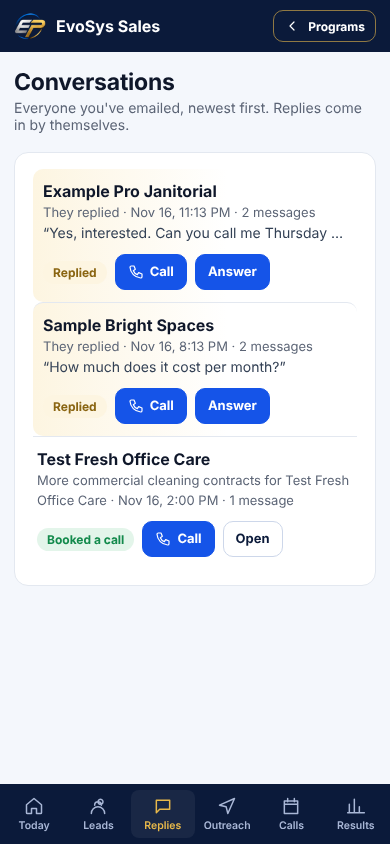 EP EvoSys Sales
Programs
Conversations
Everyone you've emailed, newest first. Replies come
in by themselves.
Example Pro Janitorial
They replied · Nov 16, 11:13 PM · 2 messages
“Yes, interested. Can you call me Thursday ...
Replied Call Answer
Sample Bright Spaces
They replied · Nov 16, 8:13 PM · 2 messages
“How much does it cost per month?”
Replied Call Answer
Test Fresh Office Care
More commercial cleaning contracts for Test Fresh
Office Care · Nov 16, 2:00 PM · 1 message
Booked a call Call Open
Today Leads Replies Outreach Calls Results